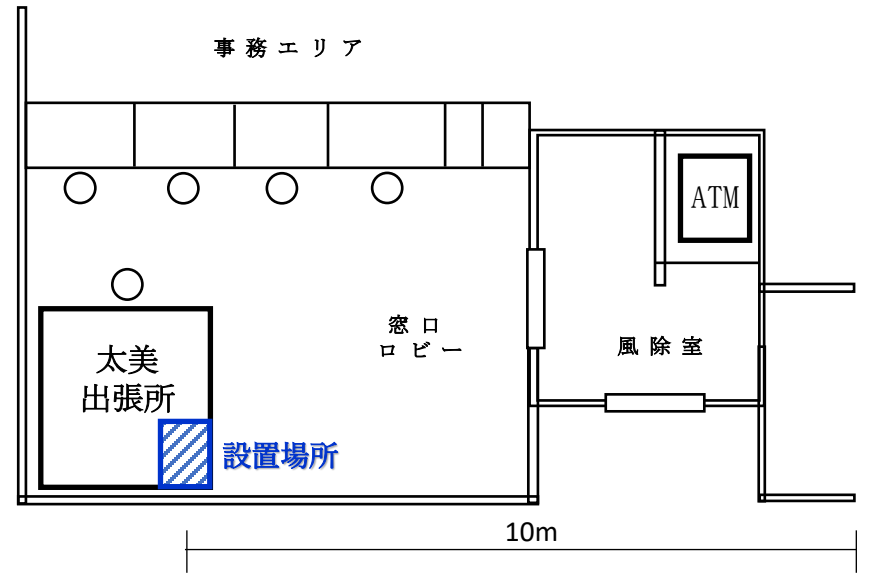 事務エリア
ATM
窓口
ロビー
風除室
太美
出張所
設置場所
10m